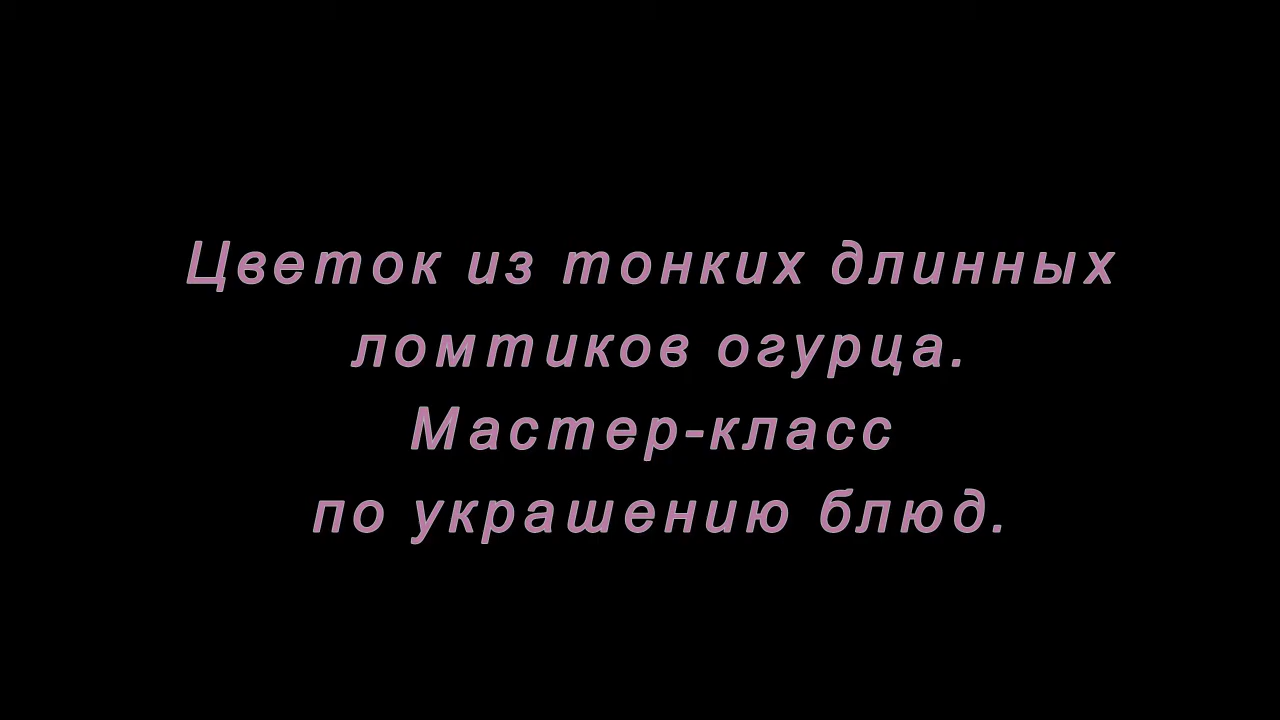 Цветок из тонких длинных
ломтиков огурца.
Мастер-класс
по украшению блюд.